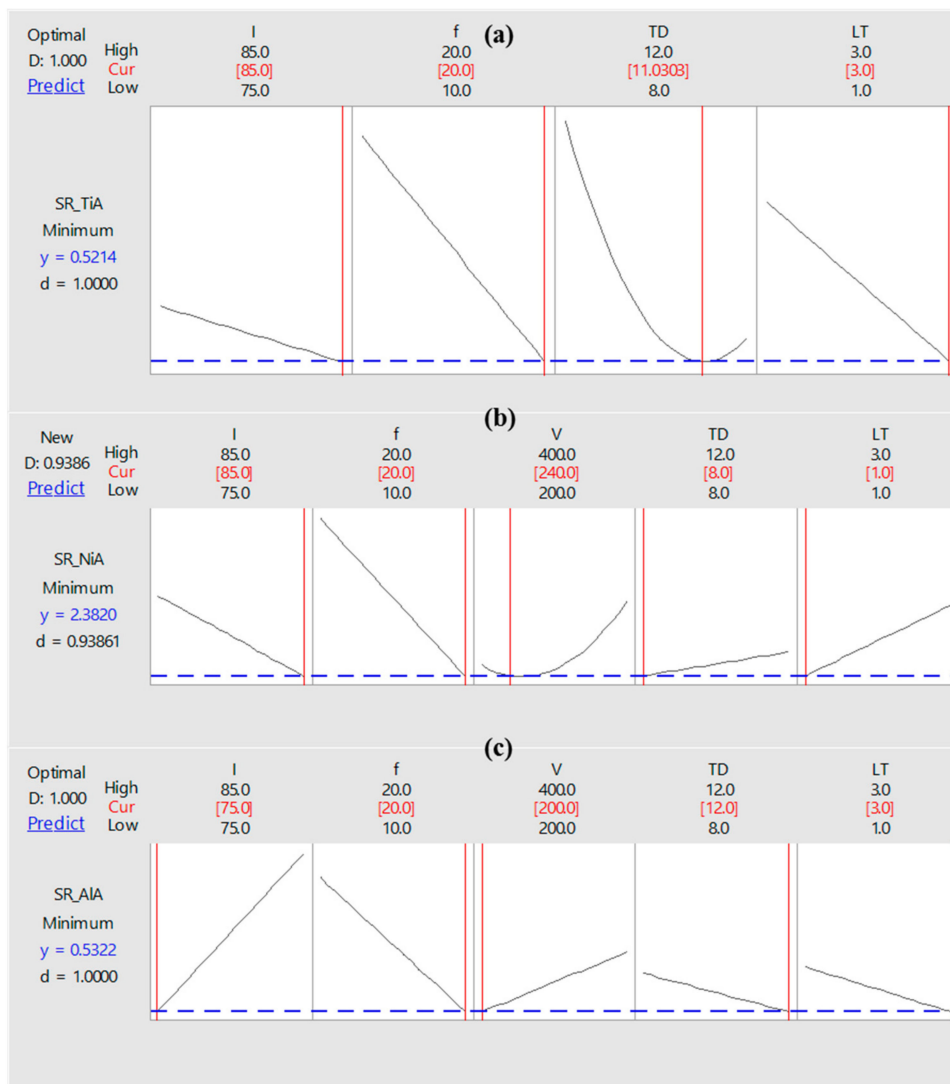 (a)
Optimal I f TD LT
D: 1.000 High 85.0 20.0 12.0 3.0
Cur [85.0] [20.0] [11.0303] [3.0]
Predict Low 75.0 10.0 8.0 1.0
SR_TiA
Minimum
y = 0.5214
d = 1.0000
(b)
New I f V TD LT
D: 0.9386 High 85.0 20.0 400.0 12.0 3.0
Cur [85.0] [20.0] [240.0] [8.0] [1.0]
Predict Low 75.0 10.0 200.0 8.0 1.0
SR_NiA
Minimum
y = 2.3820
d = 0.93861
(c)
Optimal I f V TD LT
D: 1.000 High 85.0 20.0 400.0 12.0 3.0
Cur [75.0] [20.0] [200.0] [12.0] [3.0]
Predict Low 75.0 10.0 200.0 8.0 1.0
SR_AlA
Minimum
y = 0.5322
d = 1.0000